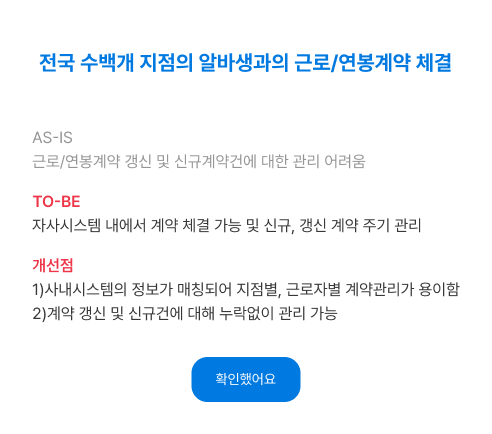 전국 수백개 지점의 알바생과의 근로/연봉계약 체결
AS-IS
근로/연봉계약 갱신 및 신규계약건에 대한 관리 어려움
TO-BE
자사시스템 내에서 계약 체결 가능 및 신규, 갱신 계약 주기 관리
개선점
1)사내시스템의 정보가 매칭되어 지점별, 근로자별 계약관리가 용이함
2)계약 갱신 및 신규건에 대해 누락없이 관리 가능
확인했어요